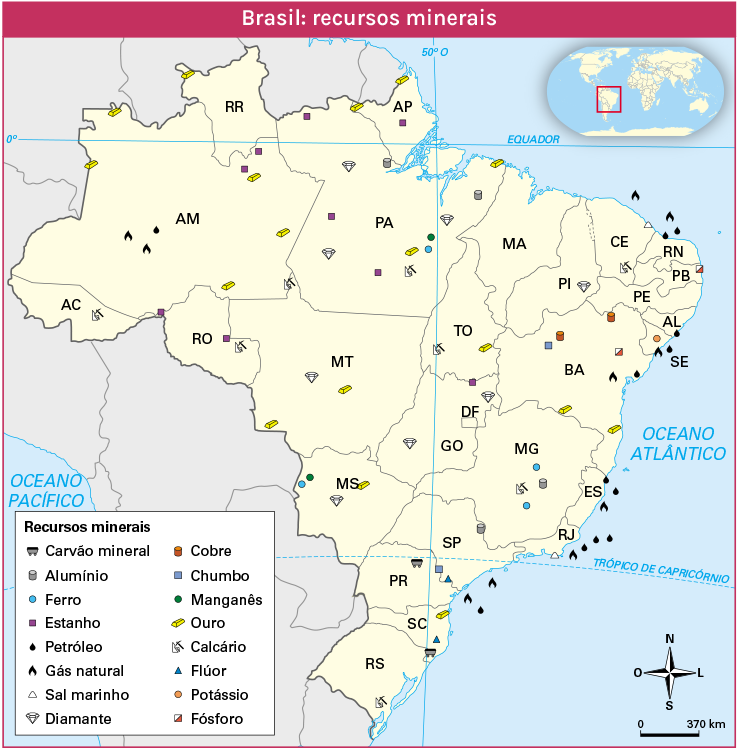 Brasil: recursos minerais
50° O
RR
AP
0°
EQUADOR
AM
PA
MA
CE
RN
PB
PI
PE
AC
AL
RO
TO
SE
MT
BA
DF
GO
MG
OCEANO
ATLÂNTICO
OCEANO
PACÍFICO
MS
ES
SP
RJ
TRÓPICO DE CAPRICÓRNIO
PR
SC
RS
Recursos minerais
Carvão mineral
Alumínio
Ferro
Estanho
Petróleo
Gás natural
Sal marinho
Diamante
Cobre
Chumbo
Manganês
Ouro
Calcário
Flúor
Potássio
Fósforo
N
O
L
S
0 370 km